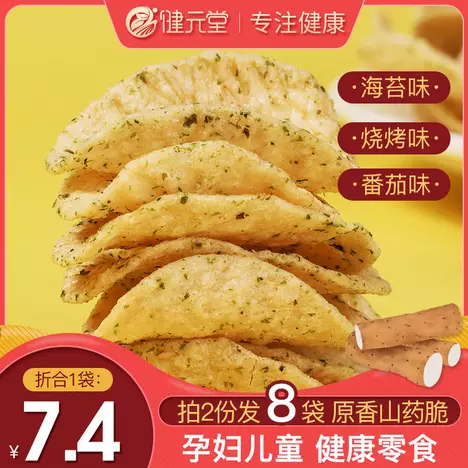 健元堂 | 专注健康
·海苔味·
·烧烤味·
·番茄味·
折合1袋:
¥7.4
拍2份发8袋 原香山药脆
孕妇儿童 健康零食